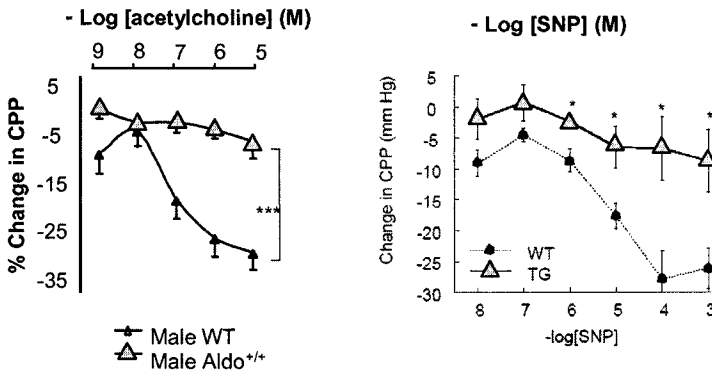 - Log [acetylcholine] (M)
9 8 7 6 5
5
-5
-15
-25
-35
% Change in CPP
***
Male WT
Male Aldo+/+
- Log [SNP] (M)
5
0
-5
-10
-15
-20
-25
-30
Change in CPP (mm Hg)
* * * *
WT
TG
8 7 6 5 4 3
-log[SNP]